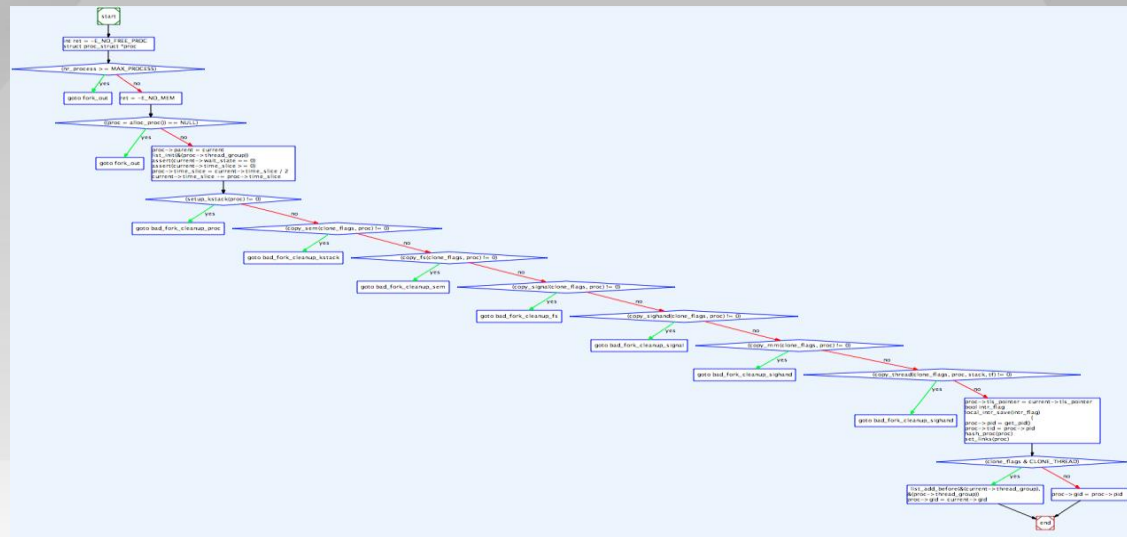 start
int ret = -E_NO_FREE_PROC
struct proc_struct *proc
(nr_process >= MAX_PROCESS)
yes
no
goto fork_out
ret = -E_NO_MEM
((proc = alloc_proc()) == NULL)
yes
no
goto fork_out
proc->parent = current
list_init(&(proc->thread_group))
assert(current->wait_state == 0)
assert(current->time_slice >= 0)
proc->time_slice = current->time_slice / 2
current->time_slice -= proc->time_slice
(setup_kstack(proc) != 0)
yes
no
goto bad_fork_cleanup_proc
(copy_sem(clone_flags, proc) != 0)
yes
no
goto bad_fork_cleanup_kstack
(copy_fs(clone_flags, proc) != 0)
yes
no
goto bad_fork_cleanup_sem
(copy_signal(clone_flags, proc) != 0)
yes
no
goto bad_fork_cleanup_fs
(copy_sighand(clone_flags, proc) != 0)
yes
no
goto bad_fork_cleanup_signal
(copy_mm(clone_flags, proc) != 0)
yes
no
goto bad_fork_cleanup_sighand
(copy_thread(clone_flags, proc, stack, tf) != 0)
yes
no
goto bad_fork_cleanup_sighand
proc->tls_pointer = current->tls_pointer
bool intr_flag
local_intr_save(intr_flag)
{
proc->pid = get_pid()
proc->tid = proc->pid
hash_proc(proc)
set_links(proc)
(clone_flags & CLONE_THREAD)
yes
no
list_add_before(&(current->thread_group),
&(proc->thread_group))
proc->gid = current->gid
proc->gid = proc->pid
end